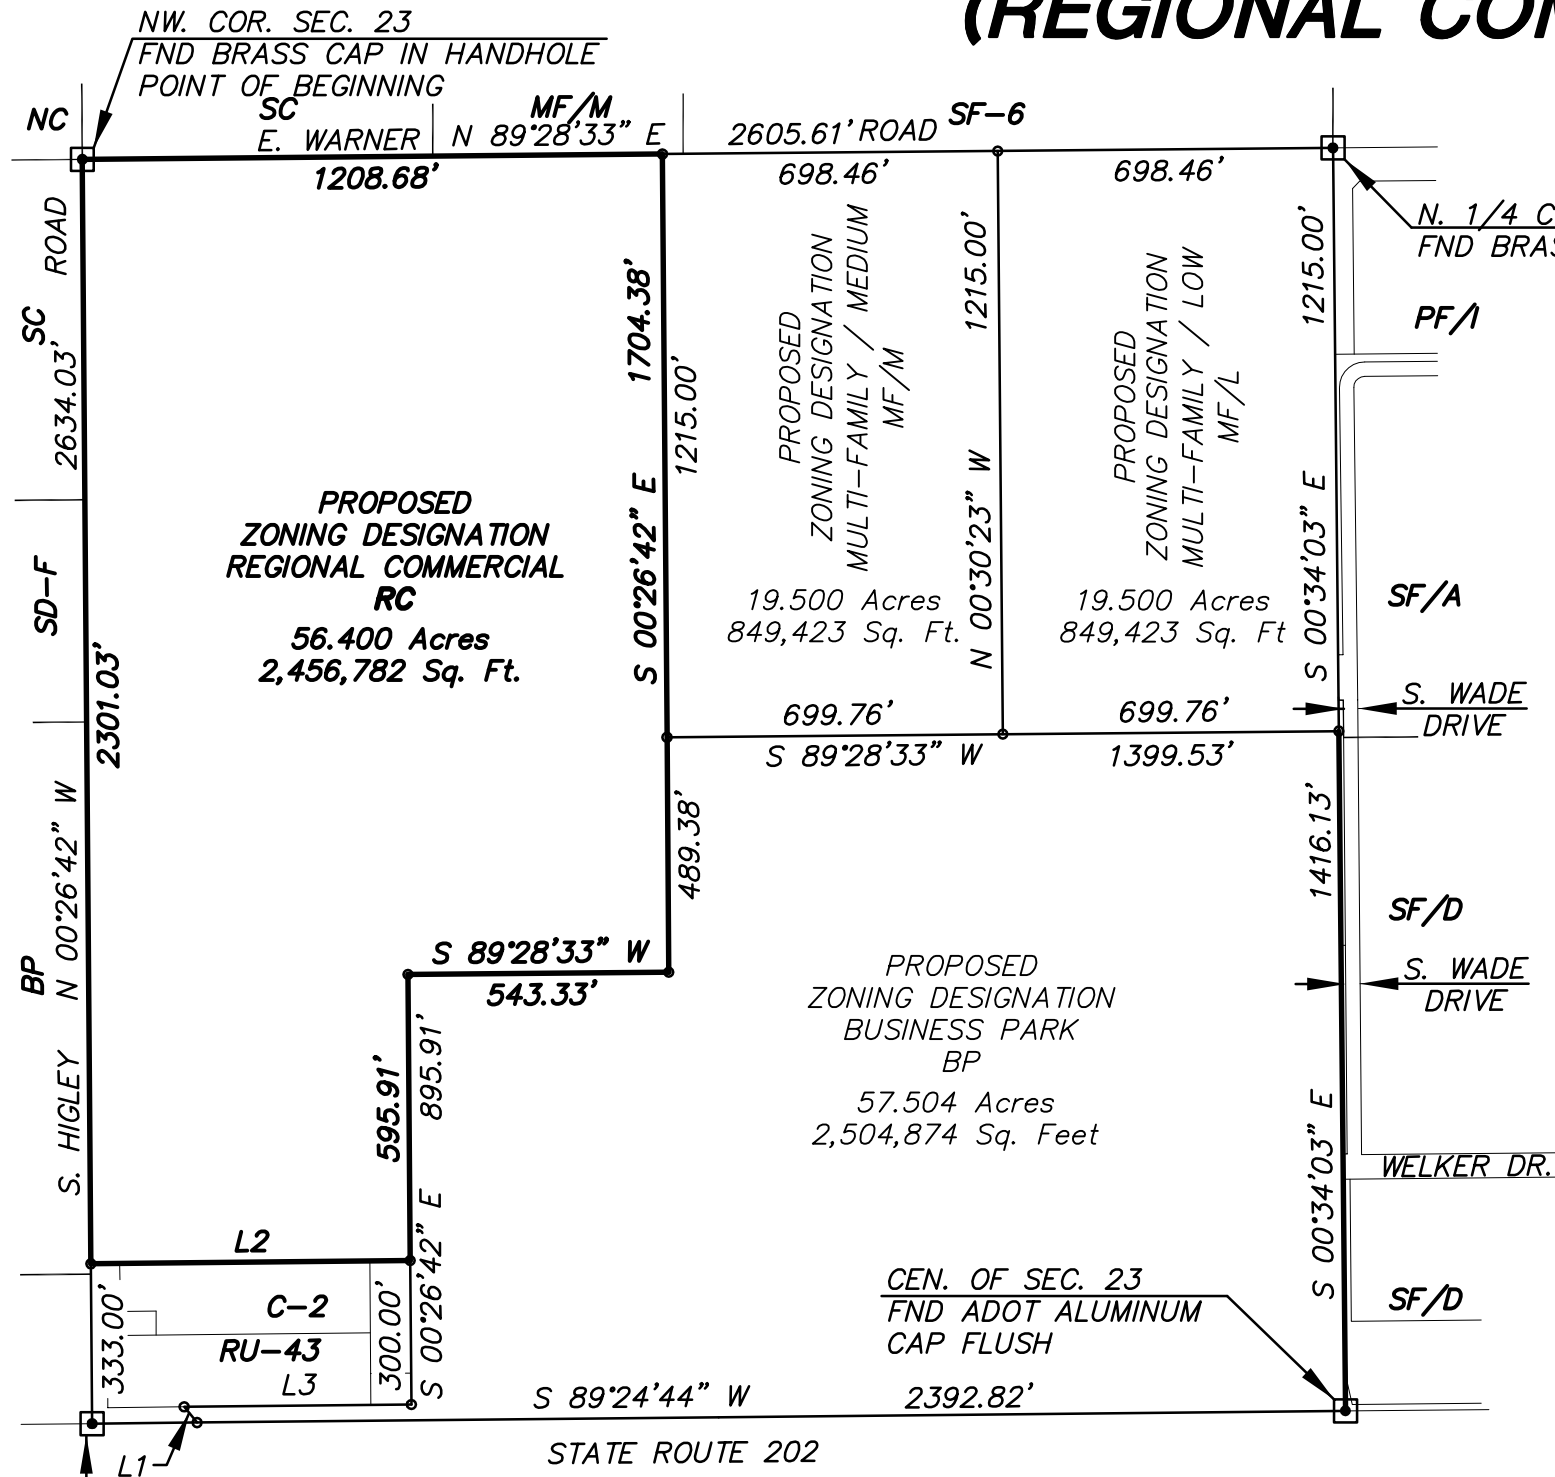 (REGIONAL COM
NW. COR. SEC. 23
FND BRASS CAP IN HANDHOLE
POINT OF BEGINNING
NC
SC
MF/M
SF-6
E. WARNER
N 89°28'33" E
2605.61' ROAD
1208.68'
698.46'
698.46'
N. 1/4 C
FND BRAS
SC
ROAD
2634.03'
1704.38'
1215.00'
1215.00'
1215.00'
PF/I
PROPOSED
ZONING DESIGNATION
MULTI-FAMILY / MEDIUM
MF/M
PROPOSED
ZONING DESIGNATION
MULTI-FAMILY / LOW
MF/L
PROPOSED
ZONING DESIGNATION
REGIONAL COMMERCIAL
RC
56.400 Acres
2,456,782 Sq. Ft.
S 00°26'42" E
19.500 Acres
849,423 Sq. Ft.
N 00°30'23" W
19.500 Acres
849,423 Sq. Ft
S 00°34'03" E
SF/A
SD-F
2301.03'
699.76'
699.76'
S. WADE
DRIVE
S 89°28'33" W
1399.53'
489.38'
1416.13'
BP
N 00°26'42" W
S. HIGLEY
S 89°28'33" W
543.33'
SF/D
S. WADE
DRIVE
PROPOSED
ZONING DESIGNATION
BUSINESS PARK
BP
57.504 Acres
2,504,874 Sq. Feet
595.91'
895.91'
S 00°26'42" E
S 00°34'03" E
WELKER DR.
L2
333.00'
C-2
RU-43
L3
300.00'
CEN. OF SEC. 23
FND ADOT ALUMINUM
CAP FLUSH
SF/D
S 89°24'44" W
2392.82'
STATE ROUTE 202
L1